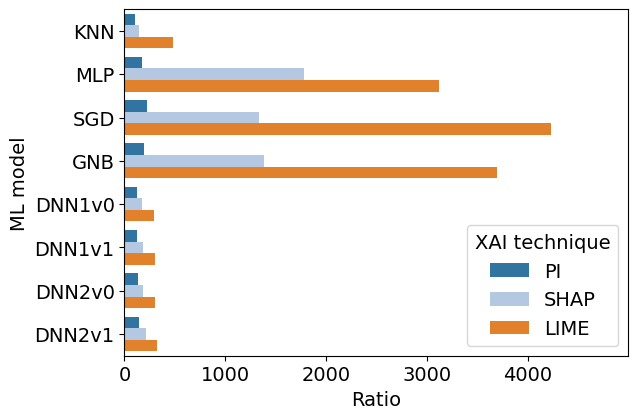 KNN
MLP
SGD
GNB
DNN1v0
DNN1v1
DNN2v0
DNN2v1
ML model
XAI technique
PI
SHAP
LIME
0 1000 2000 3000 4000
Ratio